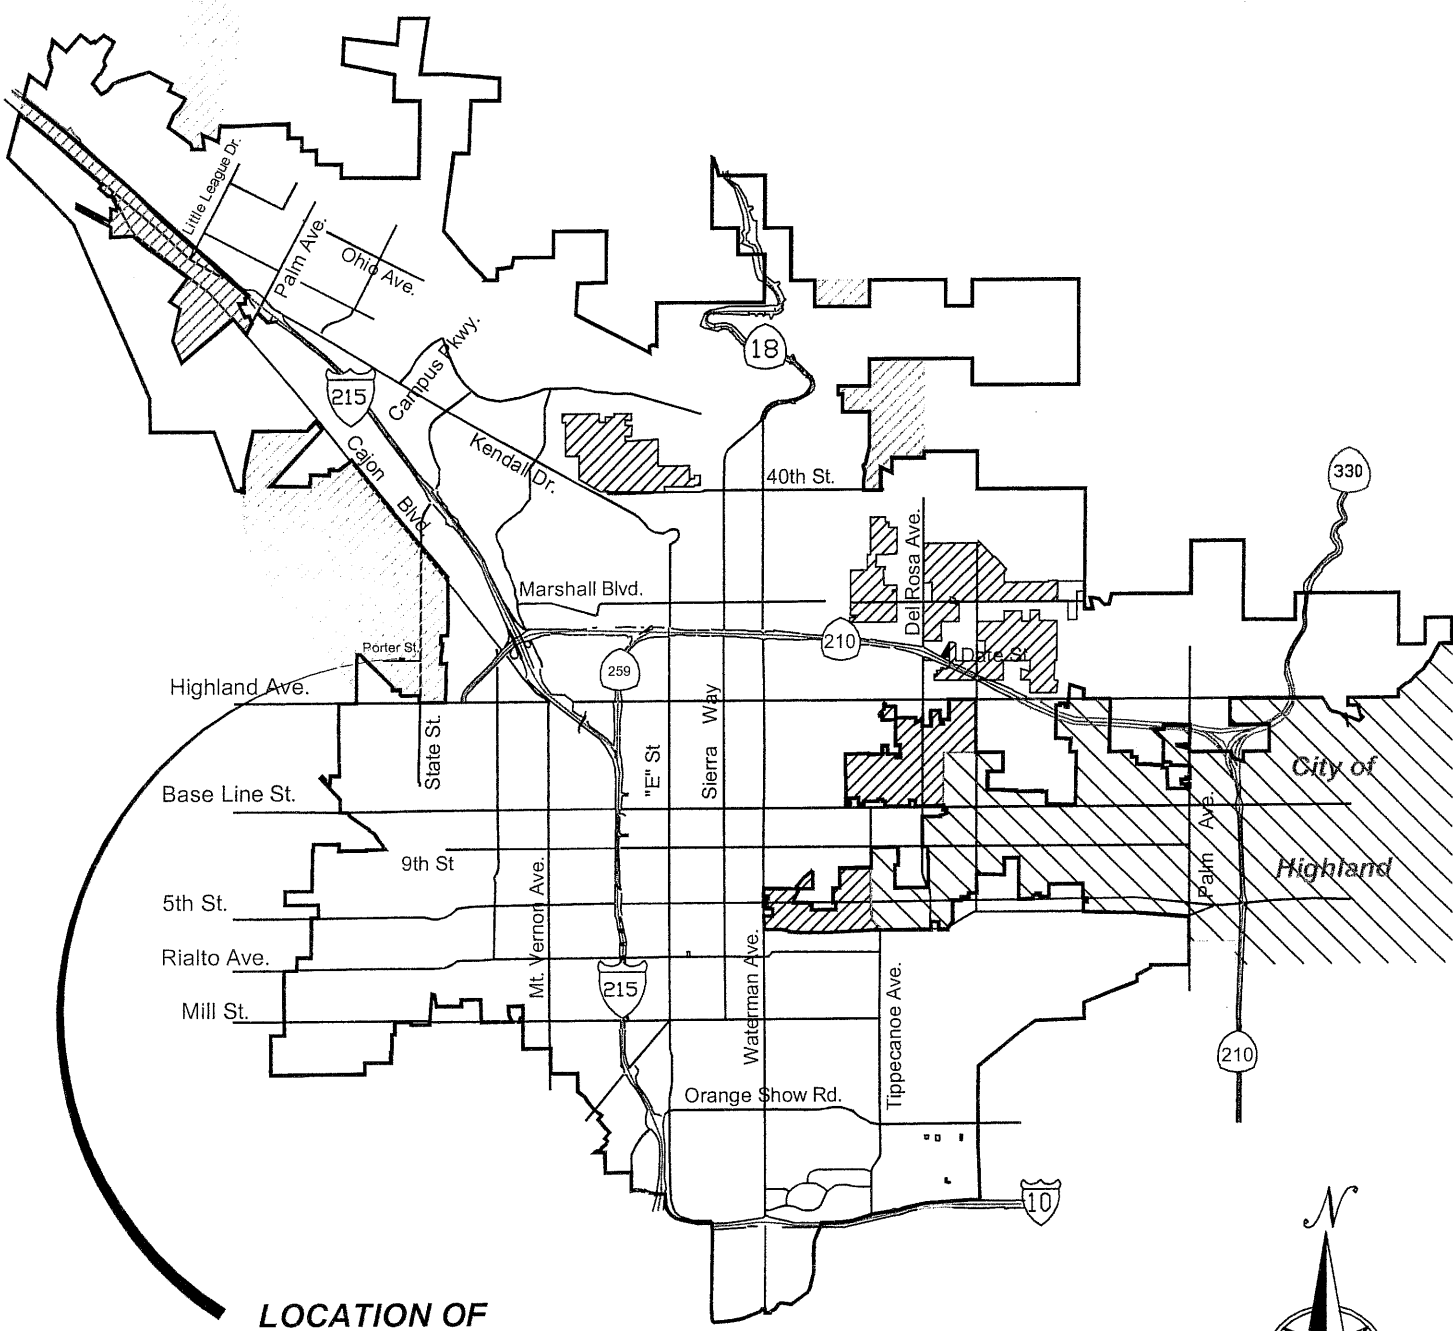 Little League Dr.
Palm Ave.
Ohio Ave.
18
215
Campus Pkwy.
Kendall Dr.
Cajon Blvd.
40th St.
330
Del Rosa Ave.
Marshall Blvd.
210
Date St.
Porter St.
259
Highland Ave.
State St.
"E" St
Sierra Way
City of
Base Line St.
Palm Ave.
9th St
Highland
5th St.
Mt. Vernon Ave.
Rialto Ave.
Waterman Ave.
Tippecanoe Ave.
215
Mill St.
210
Orange Show Rd.
10
N
LOCATION OF